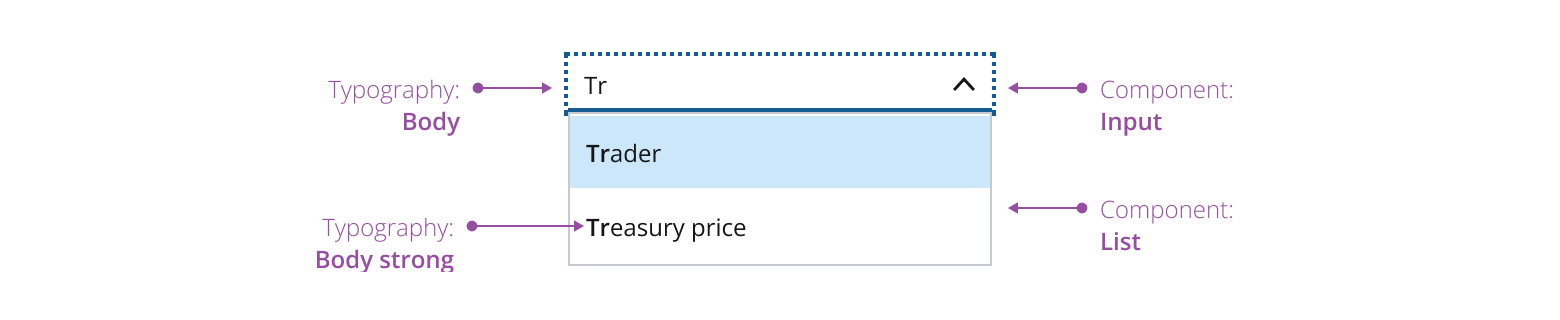 Typography:
Body
Tr
Component:
Input
Trader
Typography:
Body strong
Treasury price
Component:
List